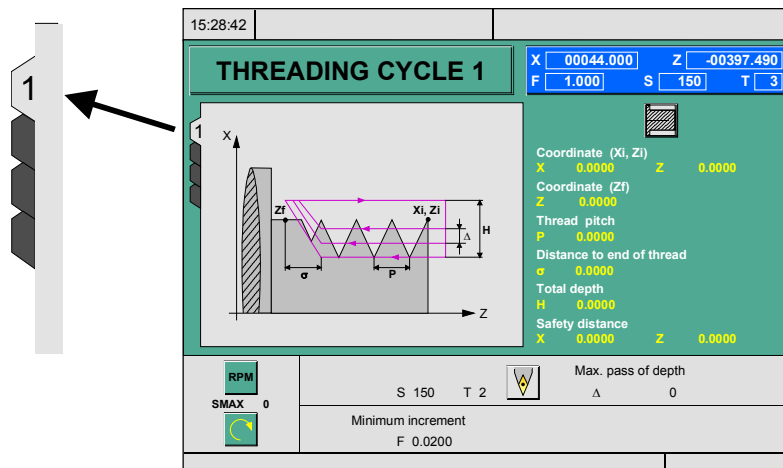 1
15:28:42
THREADING CYCLE 1
X 00044.000 Z -00397.490
F 1.000 S 150 T 3
1
X
Zf
Xi, Zi
H
Δ
σ
P
Z
Coordinate (Xi, Zi)
X 0.0000 Z 0.0000
Coordinate (Zf)
Z 0.0000
Thread pitch
P 0.0000
Distance to end of thread
σ 0.0000
Total depth
H 0.0000
Safety distance
X 0.0000 Z 0.0000
RPM
SMAX 0
S 150 T 2
Max. pass of depth
Δ 0
Minimum increment
F 0.0200